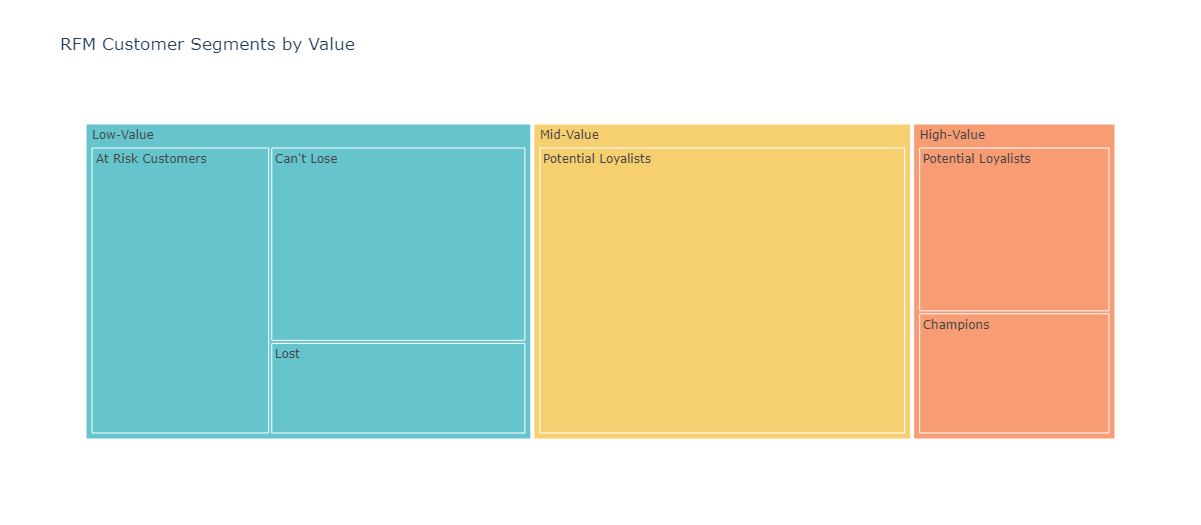 RFM Customer Segments by Value
Low-Value
At Risk Customers
Can't Lose
Lost
Mid-Value
Potential Loyalists
High-Value
Potential Loyalists
Champions